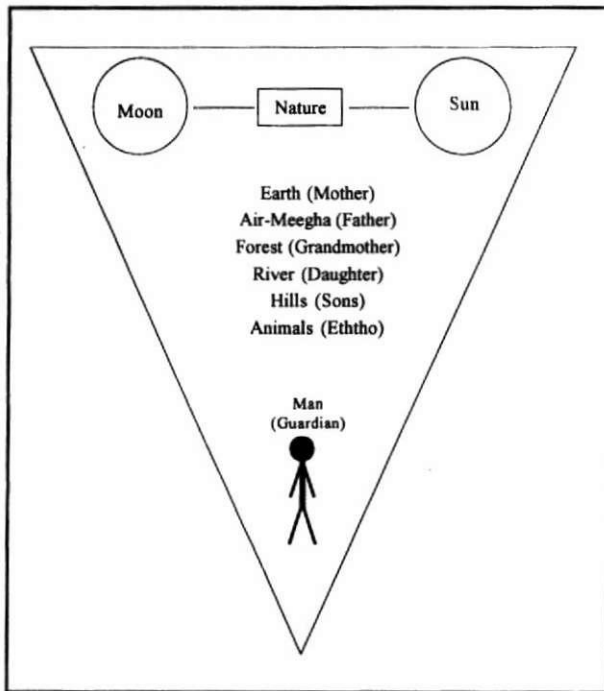 Moon Nature Sun
Earth (Mother)
Air-Meegha (Father)
Forest (Grandmother)
River (Daughter)
Hills (Sons)
Animals (Eththo)
Man
(Guardian)